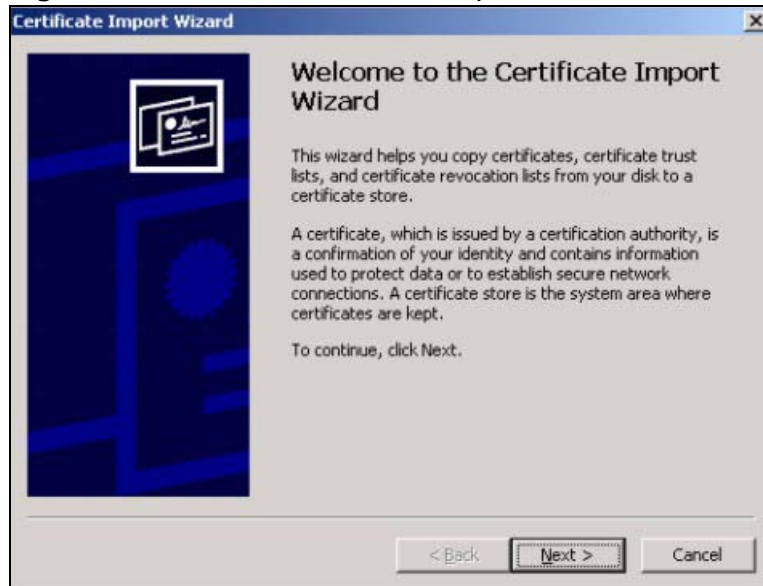 Certificate Import Wizard
Welcome to the Certificate Import
Wizard
This wizard helps you copy certificates, certificate trust
lists, and certificate revocation lists from your disk to a
certificate store.
A certificate, which is issued by a certification authority, is
a confirmation of your identity and contains information
used to protect data or to establish secure network
connections. A certificate store is the system area where
certificates are kept.
To continue, click Next.
< Back
Next >
Cancel